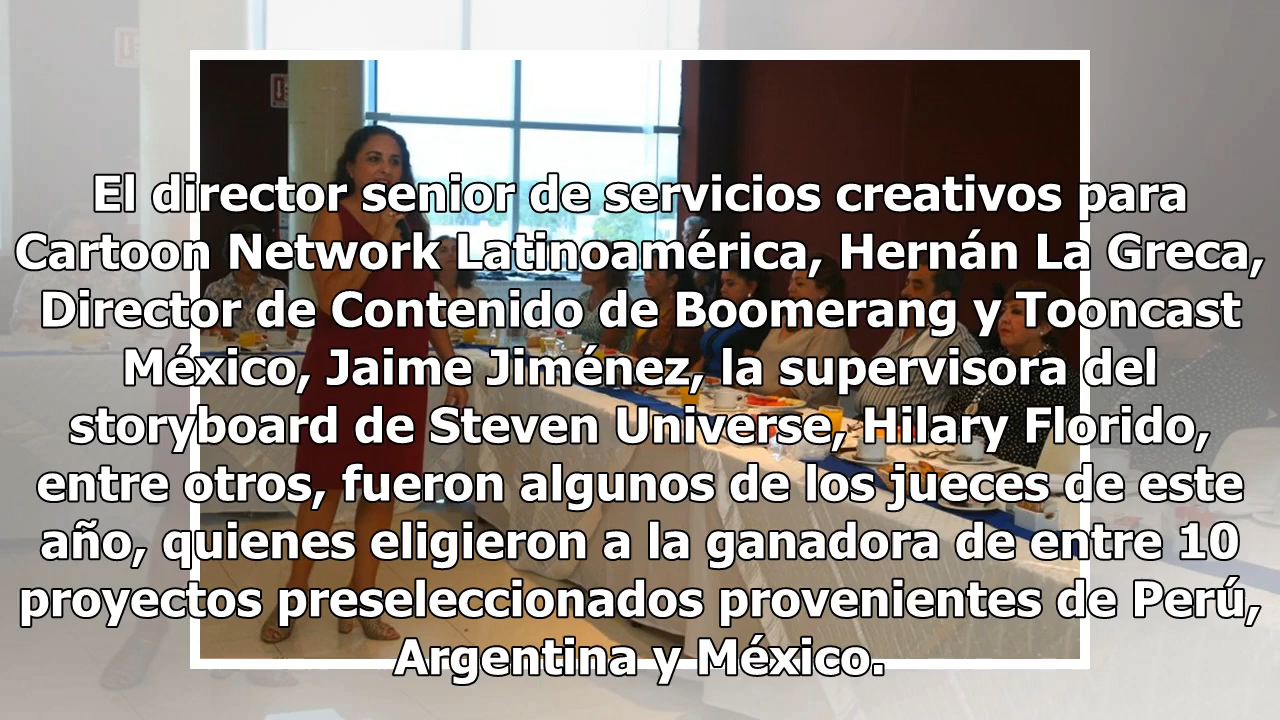 El director senior de servicios creativos para
Cartoon Network Latinoamérica, Hernán La Greca,
Director de Contenido de Boomerang y Tooncast
México, Jaime Jiménez, la supervisora del
storyboard de Steven Universe, Hilary Florido,
entre otros, fueron algunos de los jueces de este
año, quienes eligieron a la ganadora de entre 10
proyectos preseleccionados provenientes de Perú,
Argentina y México.